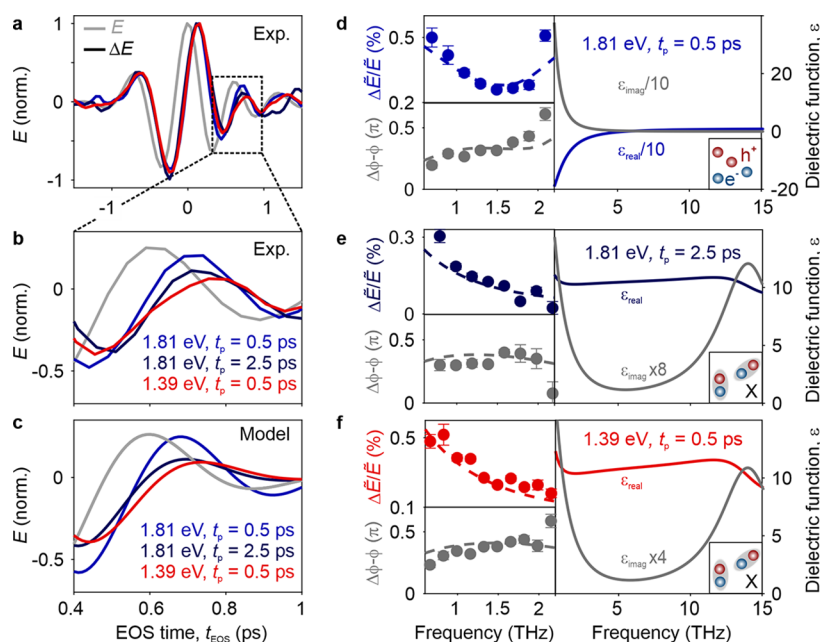 a
E
ΔE
Exp.
E (norm.)
1
0
-1
-1
0
1
b
Exp.
E (norm.)
0
-0.5
1.81 eV, tp = 0.5 ps
1.81 eV, tp = 2.5 ps
1.39 eV, tp = 0.5 ps
c
Model
E (norm.)
0
-0.5
1.81 eV, tp = 0.5 ps
1.81 eV, tp = 2.5 ps
1.39 eV, tp = 0.5 ps
0.4
0.6
0.8
1
EOS time, tEOS (ps)
d
ΔẼ/Ẽ (%)
0.5
0.2
Δϕ-ϕ (π)
0.5
0
1
1.5
2
1.81 eV, tp = 0.5 ps
εimag/10
εreal/10
h+
e-
5
10
15
20
0
-20
Dielectric function. ε
e
ΔẼ/Ẽ (%)
0.3
0
Δϕ-ϕ (π)
0.5
0
1.81 eV, tp = 2.5 ps
εreal
εimag x8
X
10
5
0
Dielectric function. ε
f
ΔẼ/Ẽ (%)
0.5
0.1
Δϕ-ϕ (π)
0.5
0
1
1.5
2
Frequency (THz)
1.39 eV, tp = 0.5 ps
εreal
εimag x4
X
5
10
15
Frequency (THz)
10
5
0
Dielectric function. ε